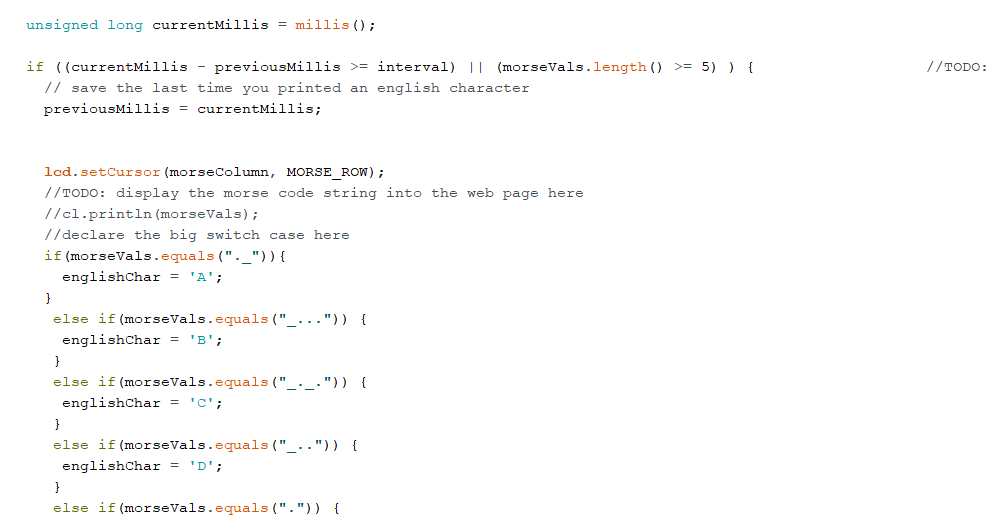 unsigned long currentMillis = millis();
if ((currentMillis - previousMillis >= interval) || (morseVals.length() >= 5) ) { //TODO:
// save the last time you printed an english character
previousMillis = currentMillis;
lcd.setCursor(morseColumn, MORSE_ROW);
//TODO: display the morse code string into the web page here
//cl.println(morseVals);
//declare the big switch case here
if(morseVals.equals("._")){
englishChar = 'A';
}
else if(morseVals.equals("_...")) {
englishChar = 'B';
}
else if(morseVals.equals("_._.")) {
englishChar = 'C';
}
else if(morseVals.equals("_..")) {
englishChar = 'D';
}
else if(morseVals.equals(".")) {